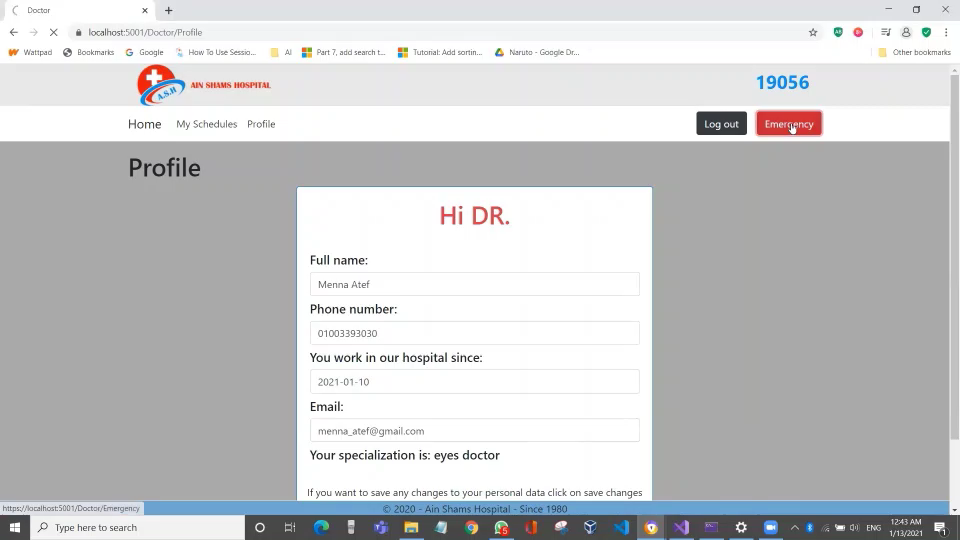 Doctor
localhost:5001/Doctor/Profile
Wattpad
Bookmarks
Google
How To Use Sessio...
AI
Part 7, add search t...
Tutorial: Add sortin...
Naruto - Google Dr...
Other bookmarks
A.S.H
AIN SHAMS HOSPITAL
19056
Home
My Schedules
Profile
Log out
Emergency
Profile
Hi DR.
Full name:
Menna Atef
Phone number:
01003393030
You work in our hospital since:
2021-01-10
Email:
menna_atef@gmail.com
Your specialization is: eyes doctor
If you want to save any changes to your personal data click on save changes
https://localhost:5001/Doctor/Emergency
© 2020 - Ain Shams Hospital - Since 1980
Type here to search
ENG
12:43 AM
1/13/2021